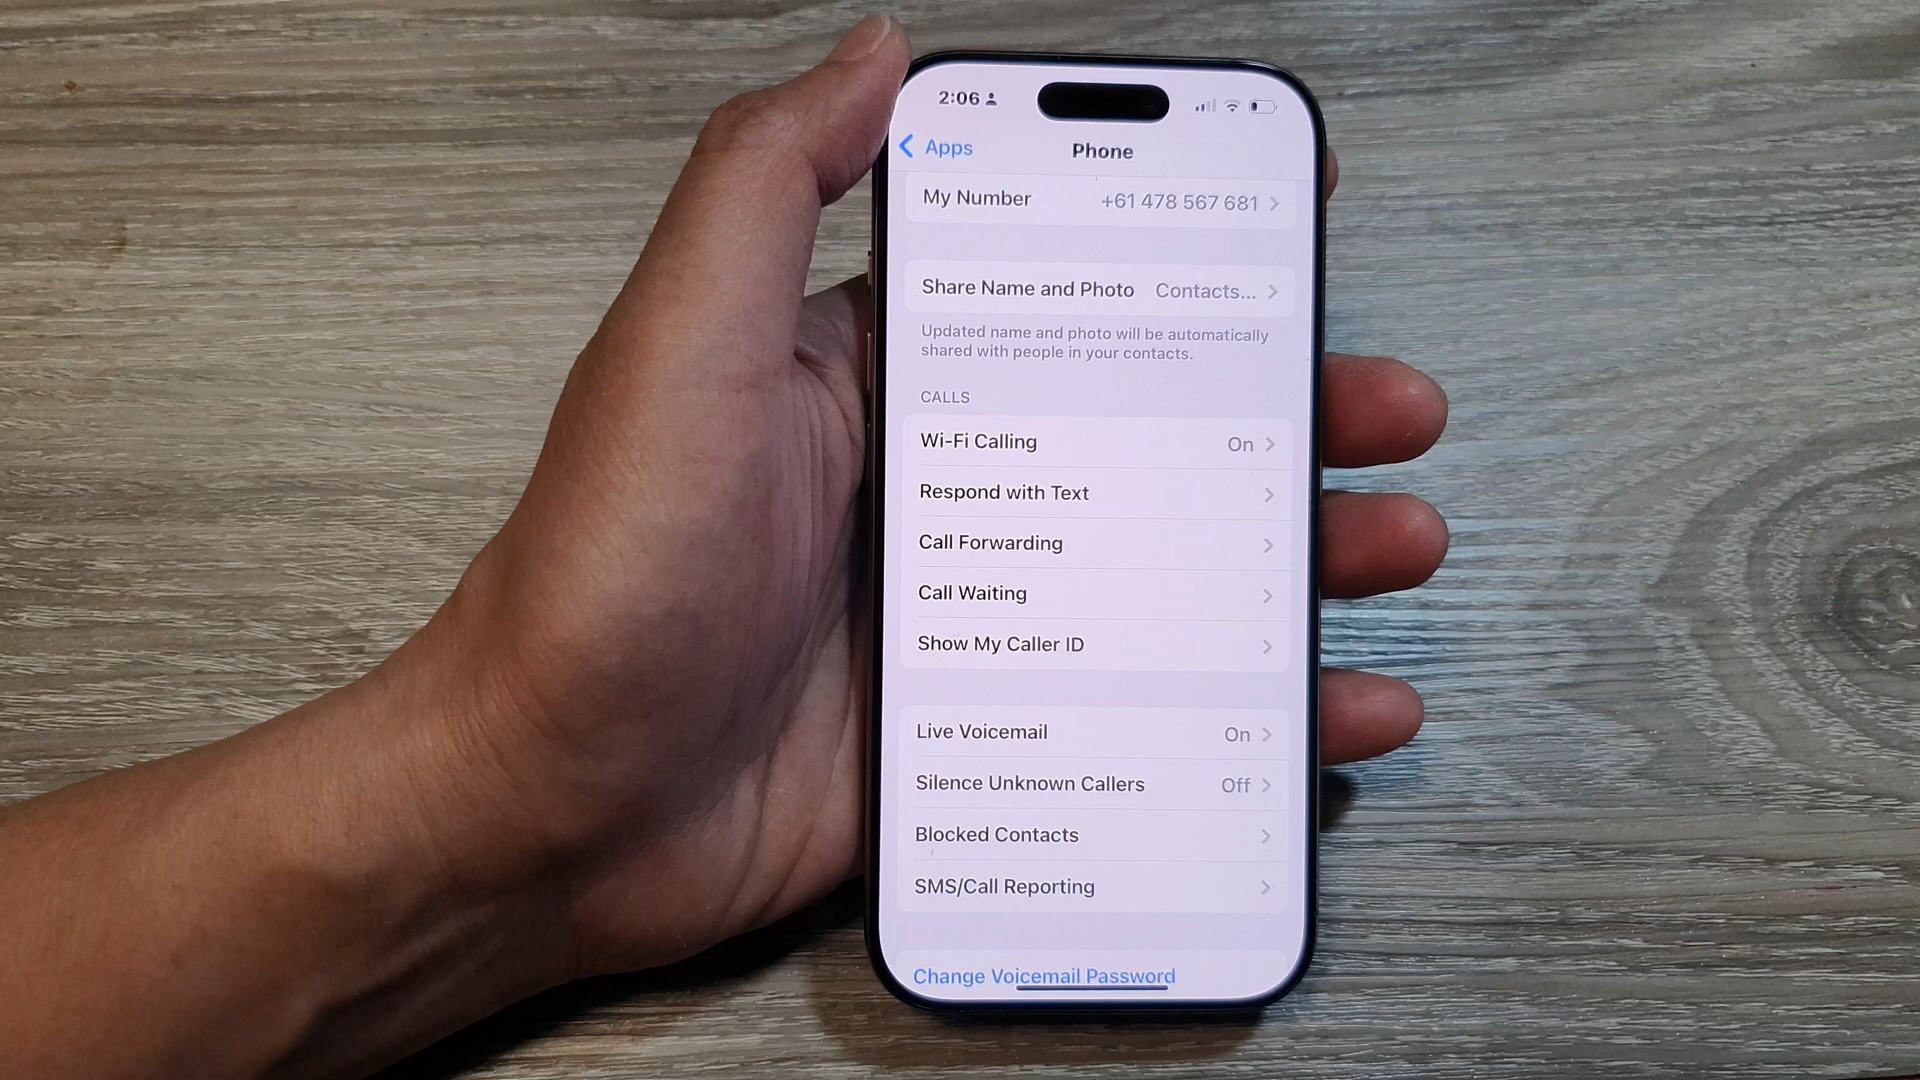 2:06
Apps
Phone
My Number +61 478 567 681
Share Name and Photo Contacts...
Updated name and photo will be automatically
shared with people in your contacts.
CALLS
Wi-Fi Calling On
Respond with Text
Call Forwarding
Call Waiting
Show My Caller ID
Live Voicemail On
Silence Unknown Callers Off
Blocked Contacts
SMS/Call Reporting
Change Voicemail Password